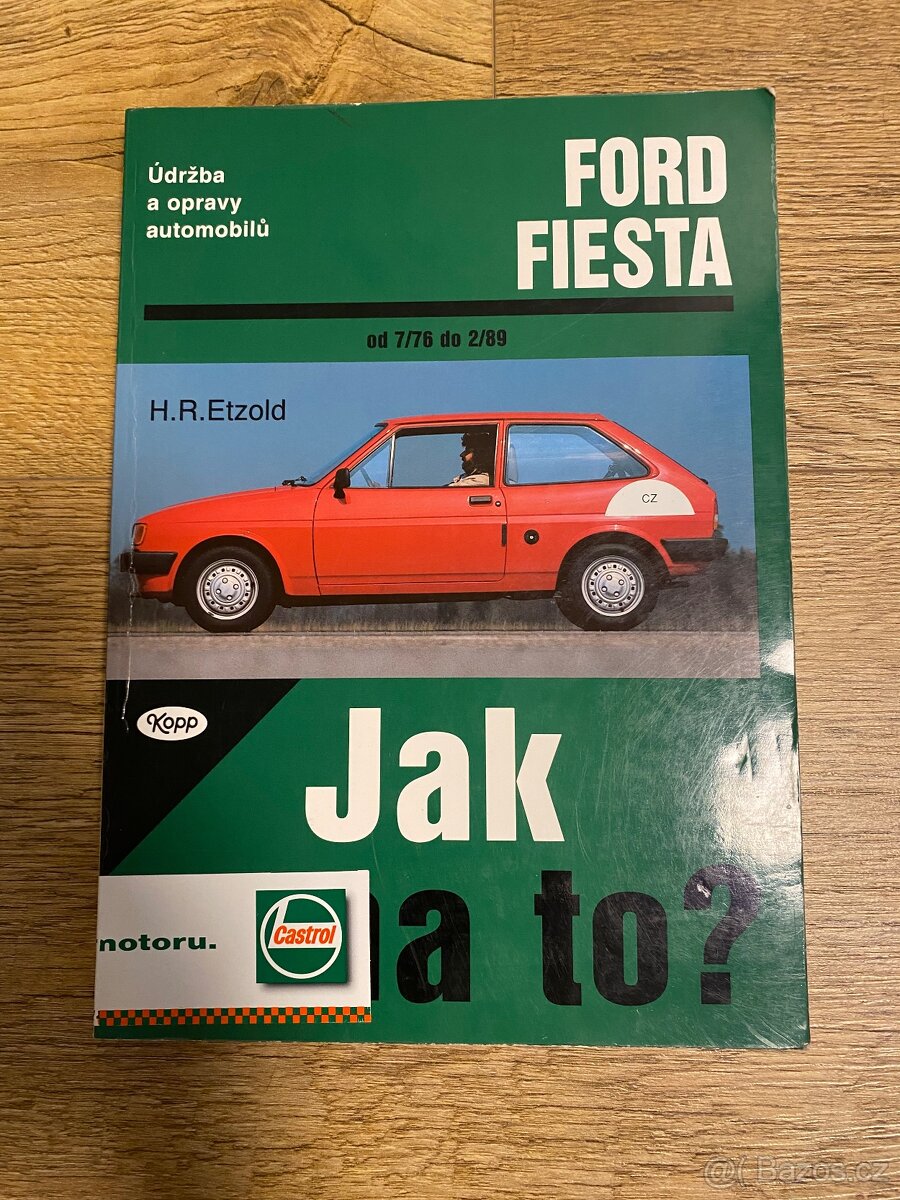 Údržba
a opravy
automobilů
FORD
FIESTA
od 7/76 do 2/89
H.R.Etzold
CZ
Kopp
Jak
na to?
motoru.
Castrol
@( Bazos.cz